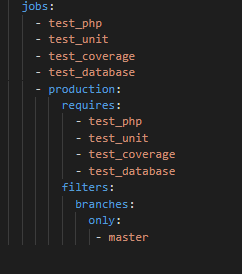 jobs:
  - test_php
  - test_unit
  - test_coverage
  - test_database
  - production:
      requires:
        - test_php
        - test_unit
        - test_coverage
        - test_database
      filters:
        branches:
          only:
            - master